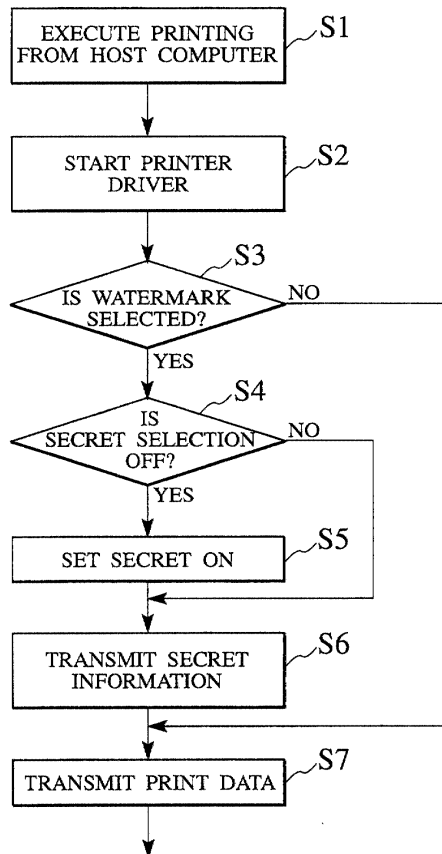 EXECUTE PRINTING
FROM HOST COMPUTER
S1
START PRINTER
DRIVER
S2
S3
IS WATERMARK
SELECTED?
NO
YES
S4
IS
SECRET SELECTION
OFF?
NO
YES
SET SECRET ON
S5
TRANSMIT SECRET
INFORMATION
S6
TRANSMIT PRINT DATA
S7